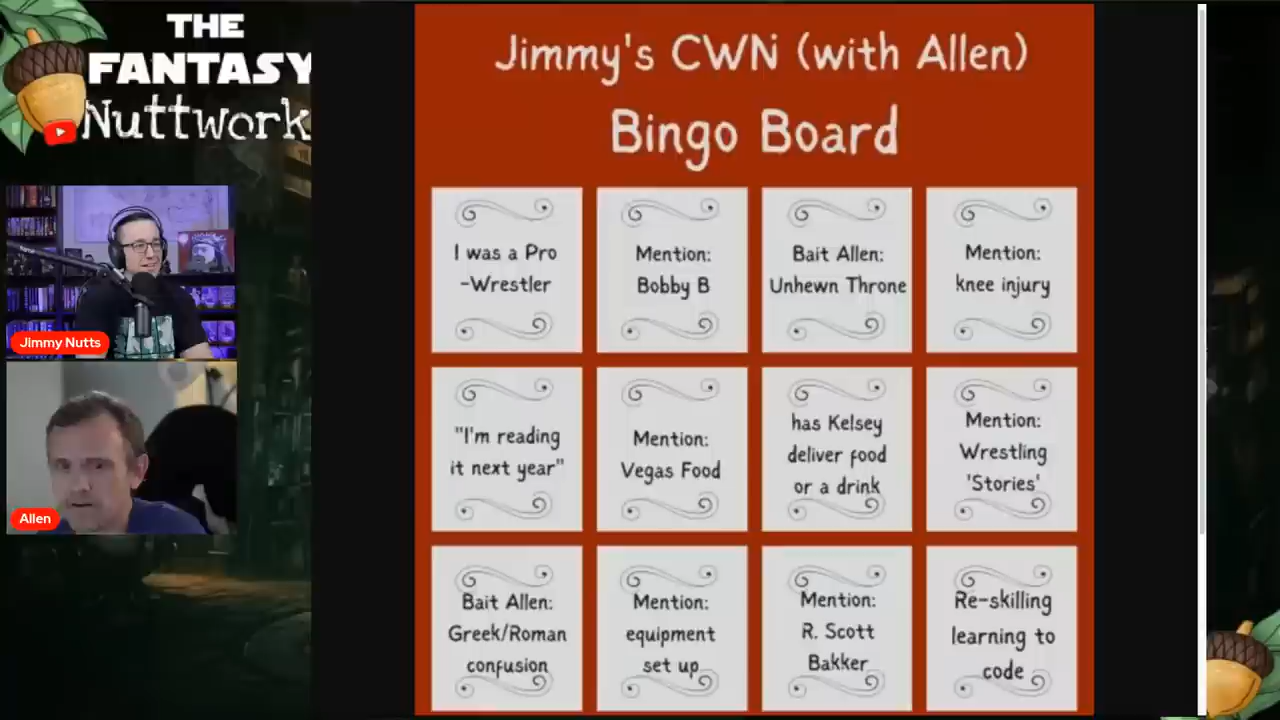 THE
FANTASY
Nuttwork
Jimmy Nutts
Allen
Jimmy's CWN (with Allen)
Bingo Board
I was a Pro
-Wrestler
Mention:
Bobby B
Bait Allen:
Unhewn Throne
Mention:
knee injury
"I'm reading
it next year"
Mention:
Vegas Food
has Kelsey
deliver food
or a drink
Mention:
Wrestling
'Stories'
Bait Allen:
Greek/Roman
confusion
Mention:
equipment
set up
Mention:
R. Scott
Bakker
Re-skilling
learning to
code